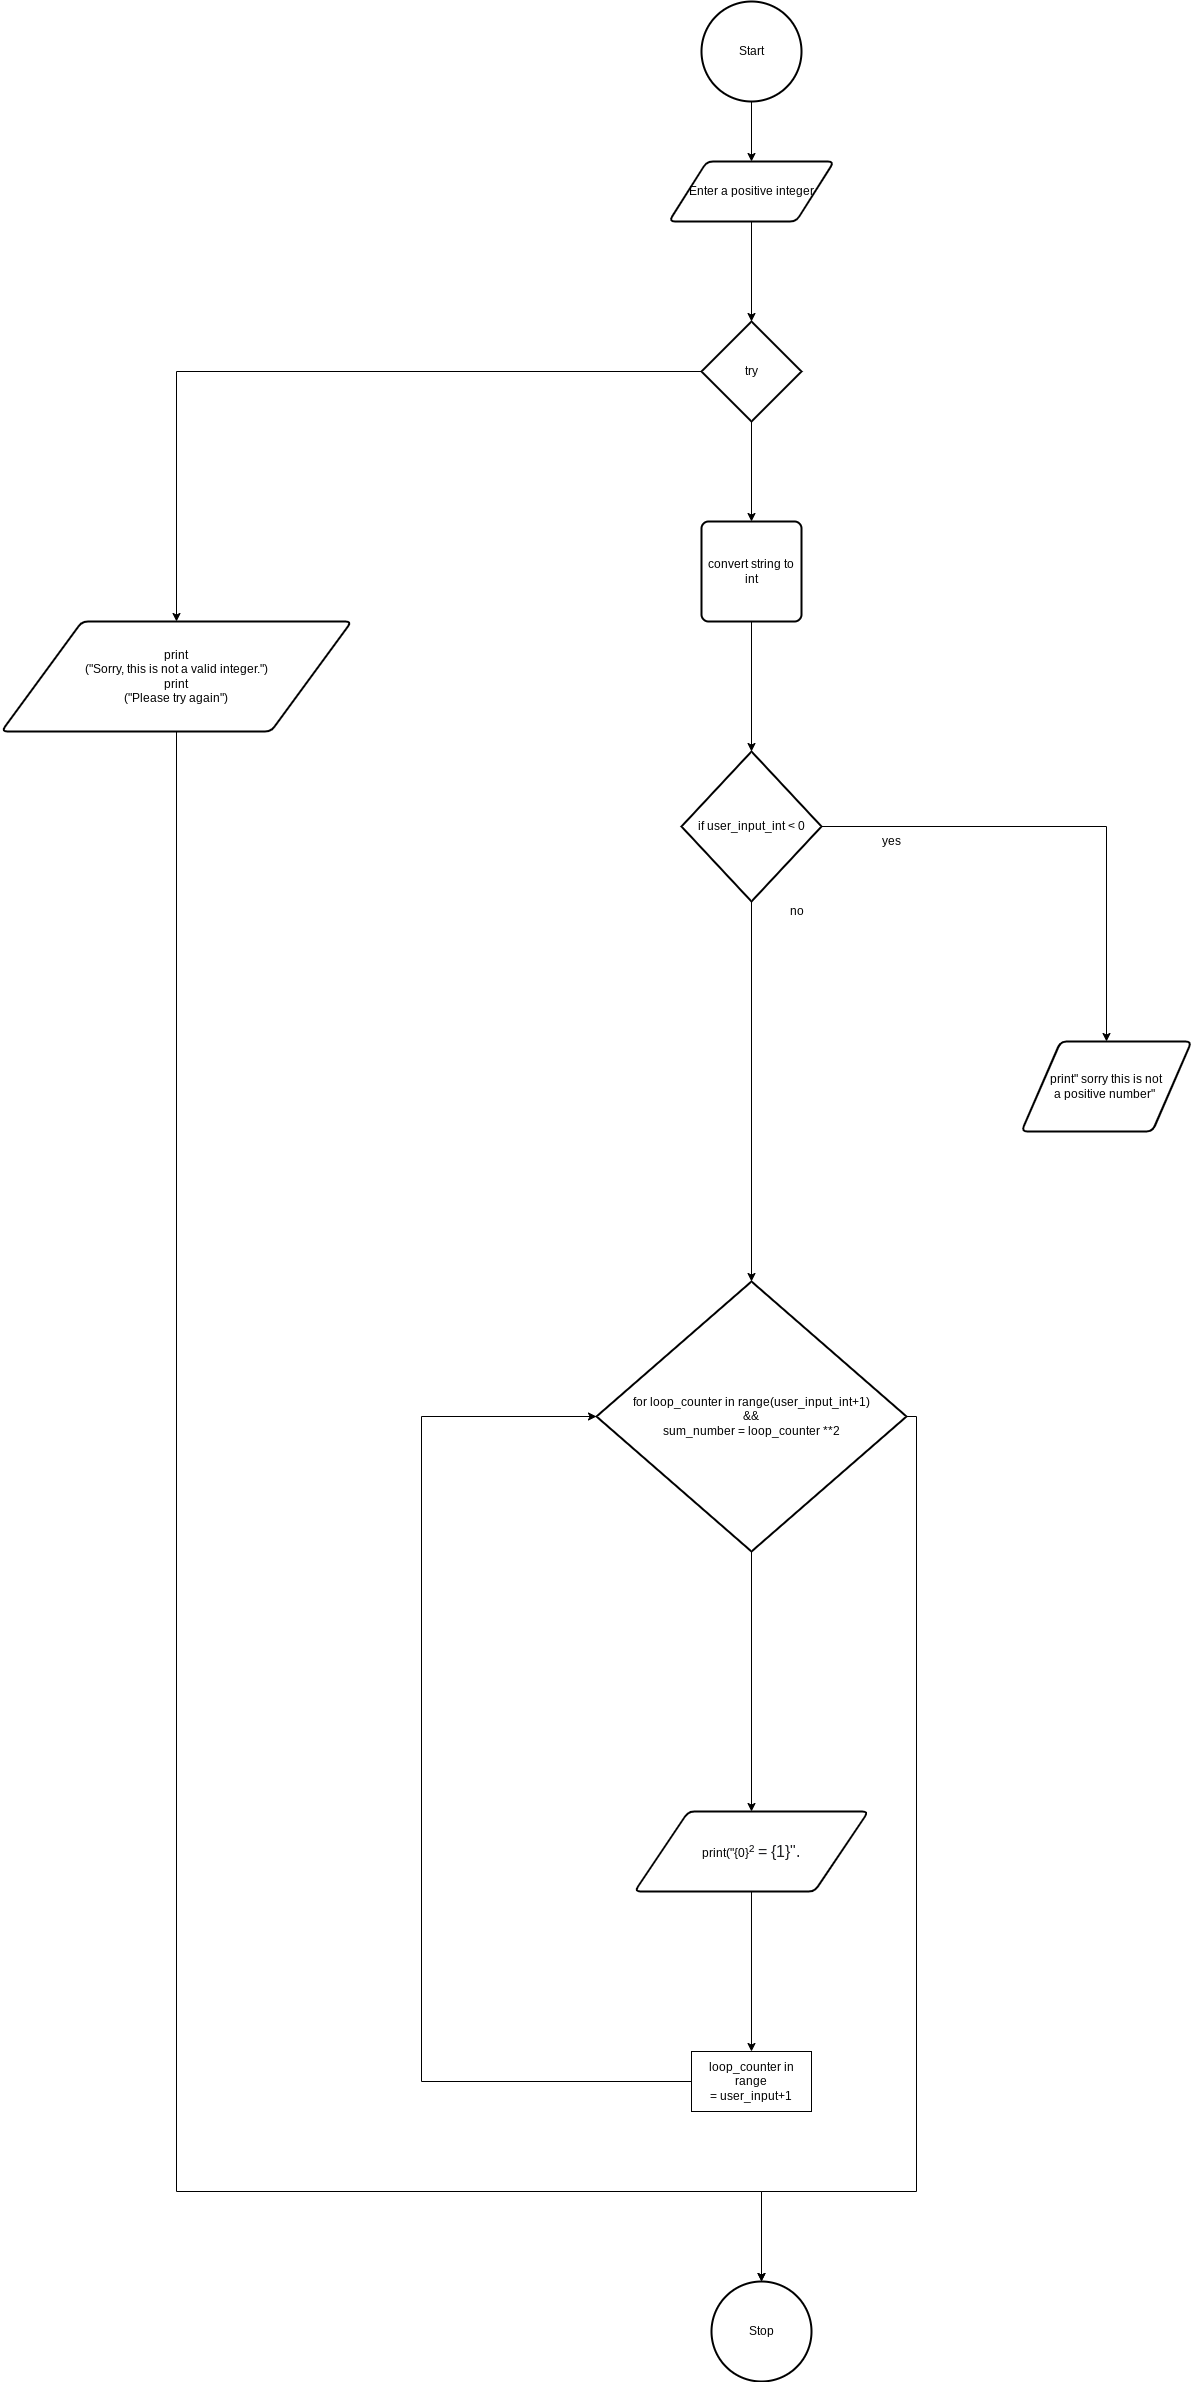 Start
Enter a positive integer
try
convert string to
int
print
("Sorry, this is not a valid integer.")
print
("Please try again")
if user_input_int < 0
yes
no
print" sorry this is not
a positive number"
for loop_counter in range(user_input_int+1)
&&
sum_number = loop_counter **2
print("{0}² = {1}".
loop_counter in
range
= user_input+1
Stop